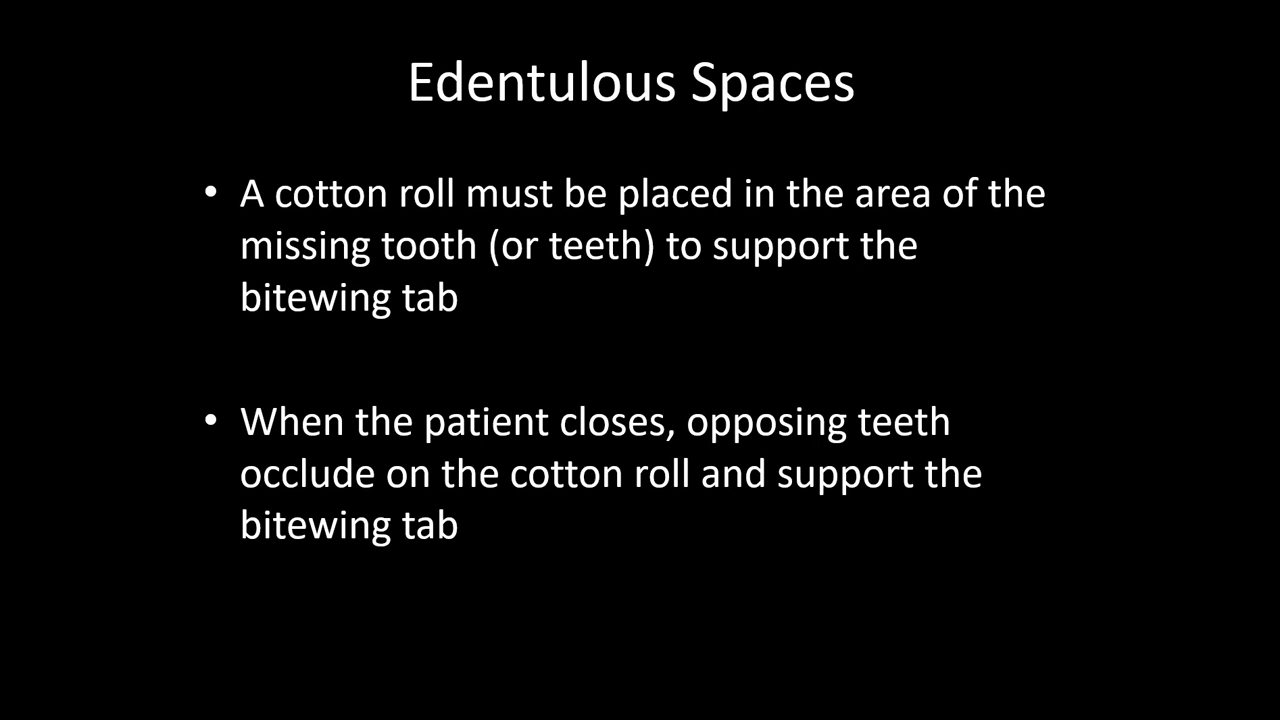 Edentulous Spaces
• A cotton roll must be placed in the area of the
missing tooth (or teeth) to support the
bitewing tab
• When the patient closes, opposing teeth
occlude on the cotton roll and support the
bitewing tab